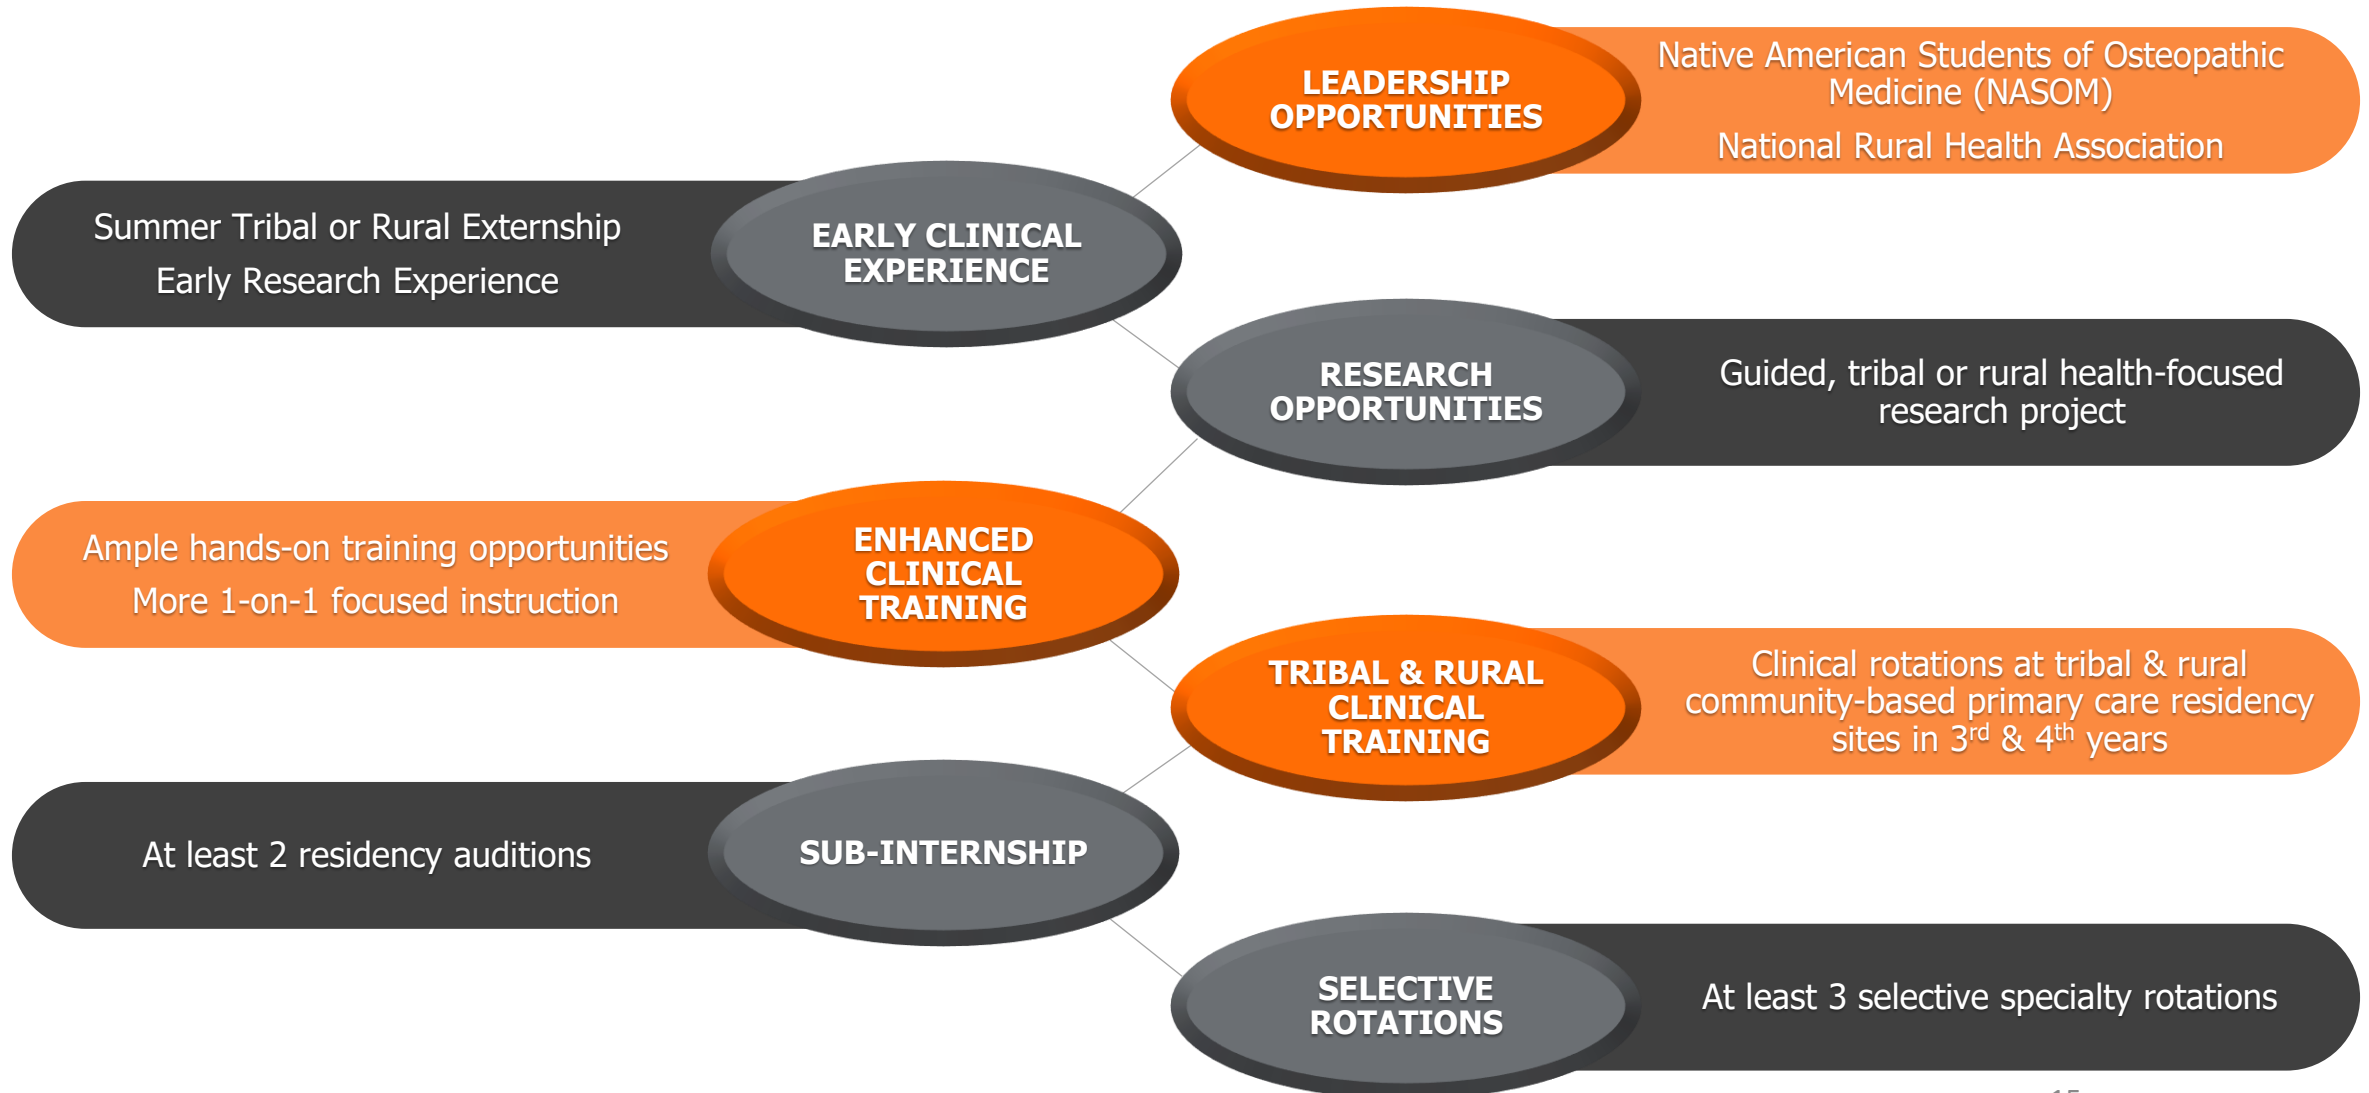 LEADERSHIP
OPPORTUNITIES
Native American Students of Osteopathic
Medicine (NASOM)
National Rural Health Association
Summer Tribal or Rural Externship
Early Research Experience
EARLY CLINICAL
EXPERIENCE
RESEARCH
OPPORTUNITIES
Guided, tribal or rural health-focused
research project
Ample hands-on training opportunities
More 1-on-1 focused instruction
ENHANCED
CLINICAL
TRAINING
TRIBAL & RURAL
CLINICAL
TRAINING
Clinical rotations at tribal & rural
community-based primary care residency
sites in 3rd & 4th years
At least 2 residency auditions
SUB-INTERNSHIP
SELECTIVE
ROTATIONS
At least 3 selective specialty rotations